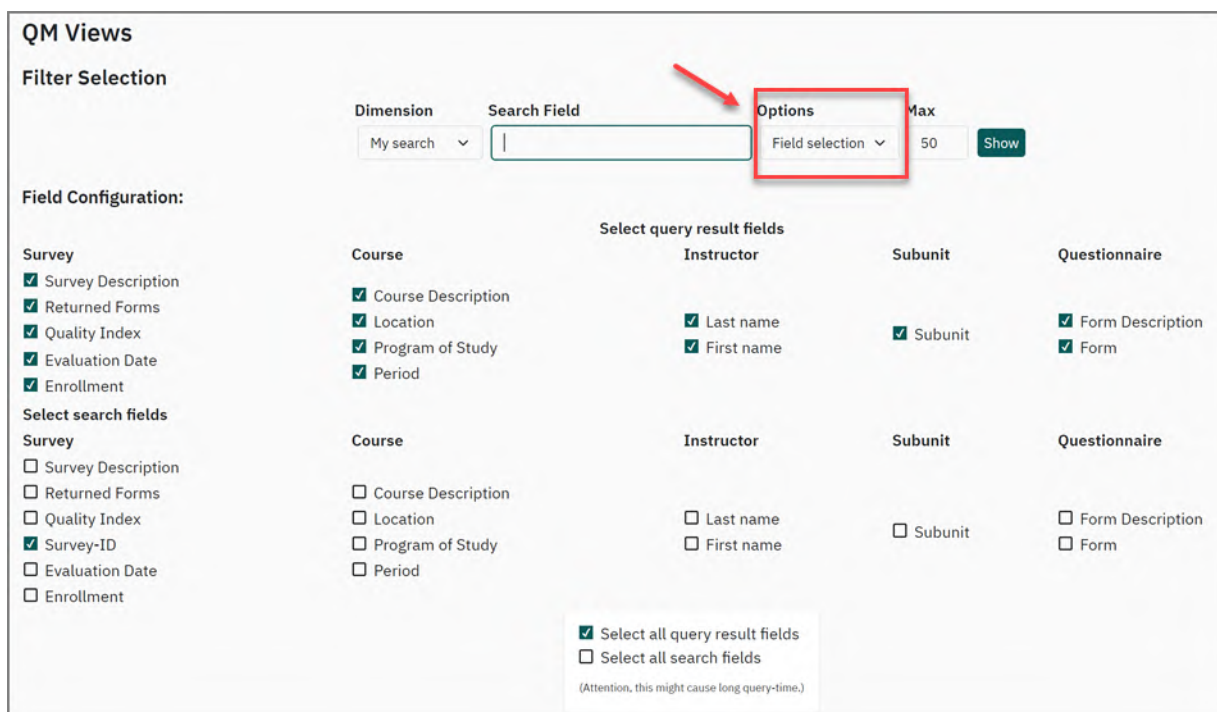 QM Views
Filter Selection
Dimension Search Field Options Max
My search Field selection 50 Show
Field Configuration:
Select query result fields
Survey Course Instructor Subunit Questionnaire
Survey Description
Course Description
Returned Forms
Location Last name Form Description
Quality Index Subunit
Program of Study First name Form
Evaluation Date
Period
Enrollment
Select search fields
Survey Course Instructor Subunit Questionnaire
Survey Description
Returned Forms Course Description
Quality Index Location Last name Form Description
Subunit
Survey-ID Program of Study First name Form
Evaluation Date Period
Enrollment
Select all query result fields
Select all search fields
(Attention, this might cause long query-time.)